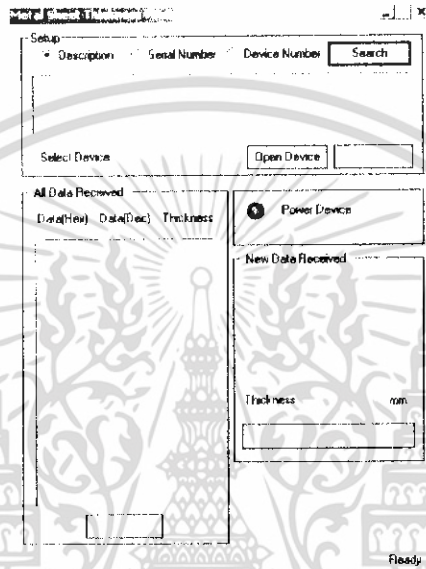 Setup
Description Serial Number Device Number Search
Select Device Open Device
All Data Received
Data(Hex) Data(Dec) Thickness
Power Device
New Data Received
Thickness mm
Ready